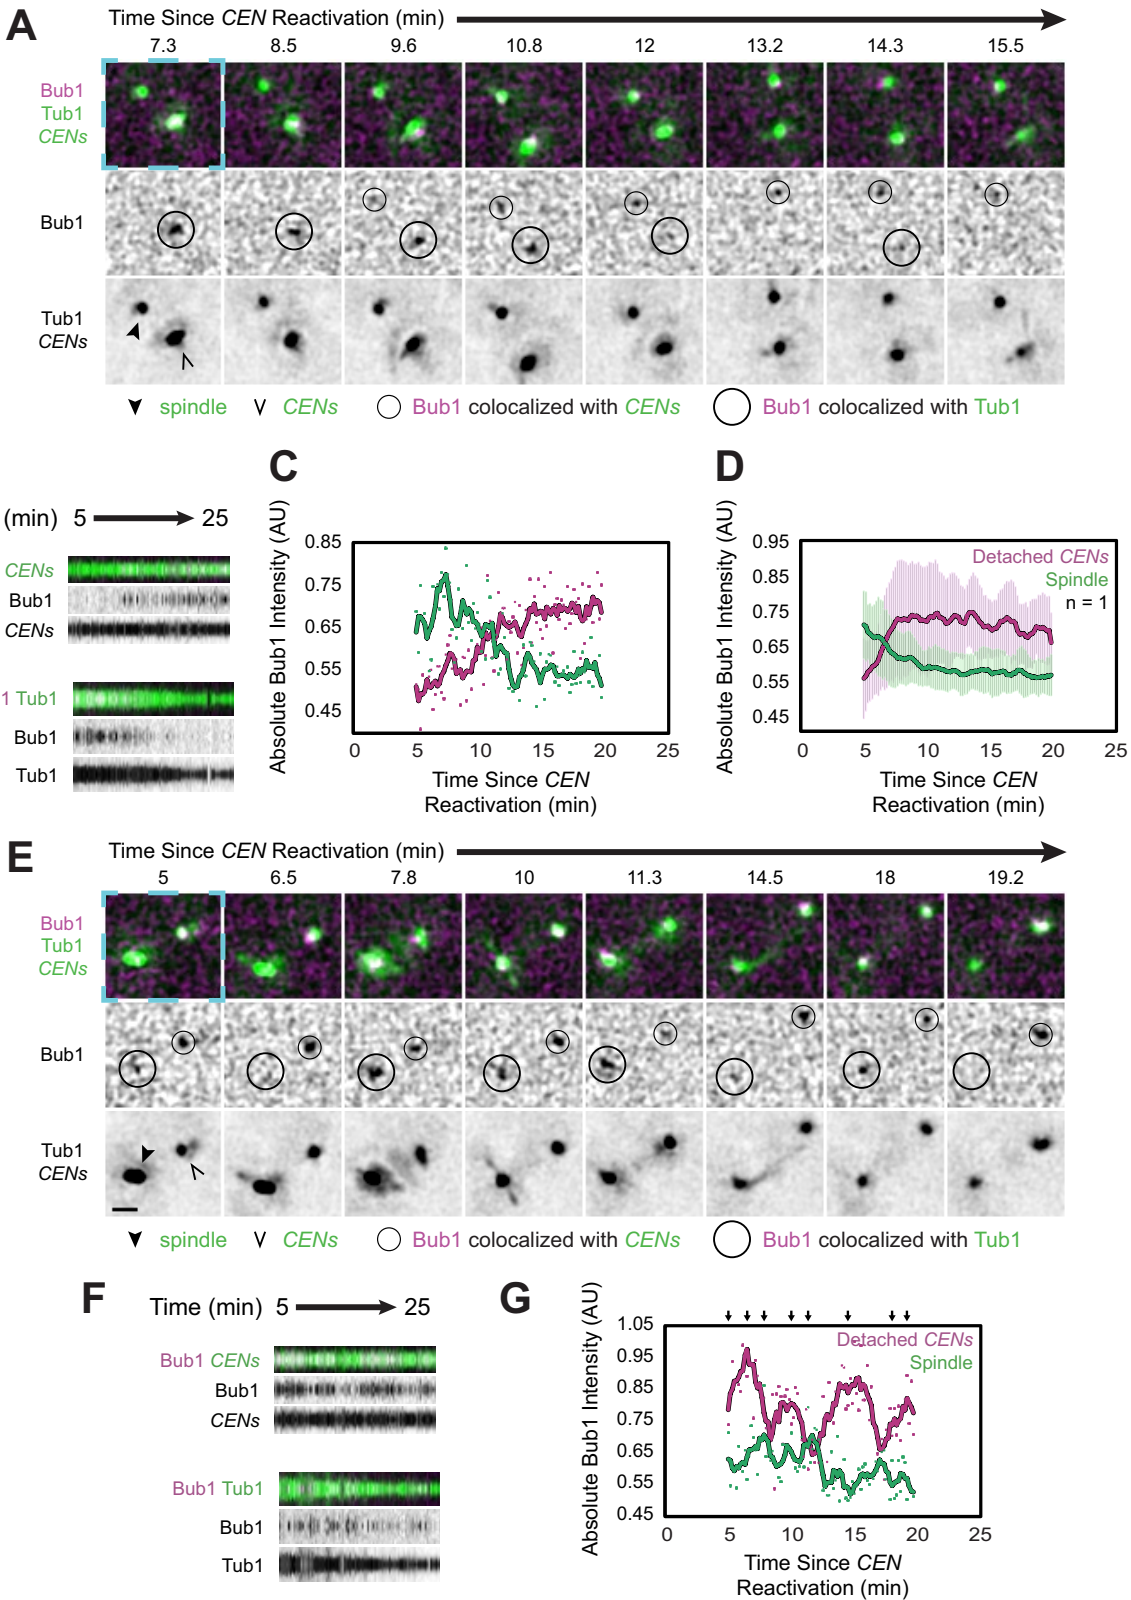 A
Time Since CEN Reactivation (min)
7.3 8.5 9.6 10.8 12 13.2 14.3 15.5
Bub1
Tub1
CENs
Bub1
Tub1
CENs
spindle CENs Bub1 colocalized with CENs Bub1 colocalized with Tub1
(min) 5 25
CENs
Bub1
CENs
1 Tub1
Bub1
Tub1
C
Absolute Bub1 Intensity (AU)
0.85
0.75
0.65
0.55
0.45
0 5 10 15 20 25
Time Since CEN
Reactivation (min)
D
Absolute Bub1 Intensity (AU)
0.95
0.85
0.75
0.65
0.55
0.45
Detached CENs
Spindle
n = 1
0 5 10 15 20 25
Time Since CEN
Reactivation (min)
E
Time Since CEN Reactivation (min)
5 6.5 7.8 10 11.3 14.5 18 19.2
Bub1
Tub1
CENs
Bub1
Tub1
CENs
spindle CENs Bub1 colocalized with CENs Bub1 colocalized with Tub1
F
Time (min) 5 25
Bub1 CENs
Bub1
CENs
Bub1 Tub1
Bub1
Tub1
G
Absolute Bub1 Intensity (AU)
1.05
0.95
0.85
0.75
0.65
0.55
0.45
Detached CENs
Spindle
0 5 10 15 20 25
Time Since CEN
Reactivation (min)